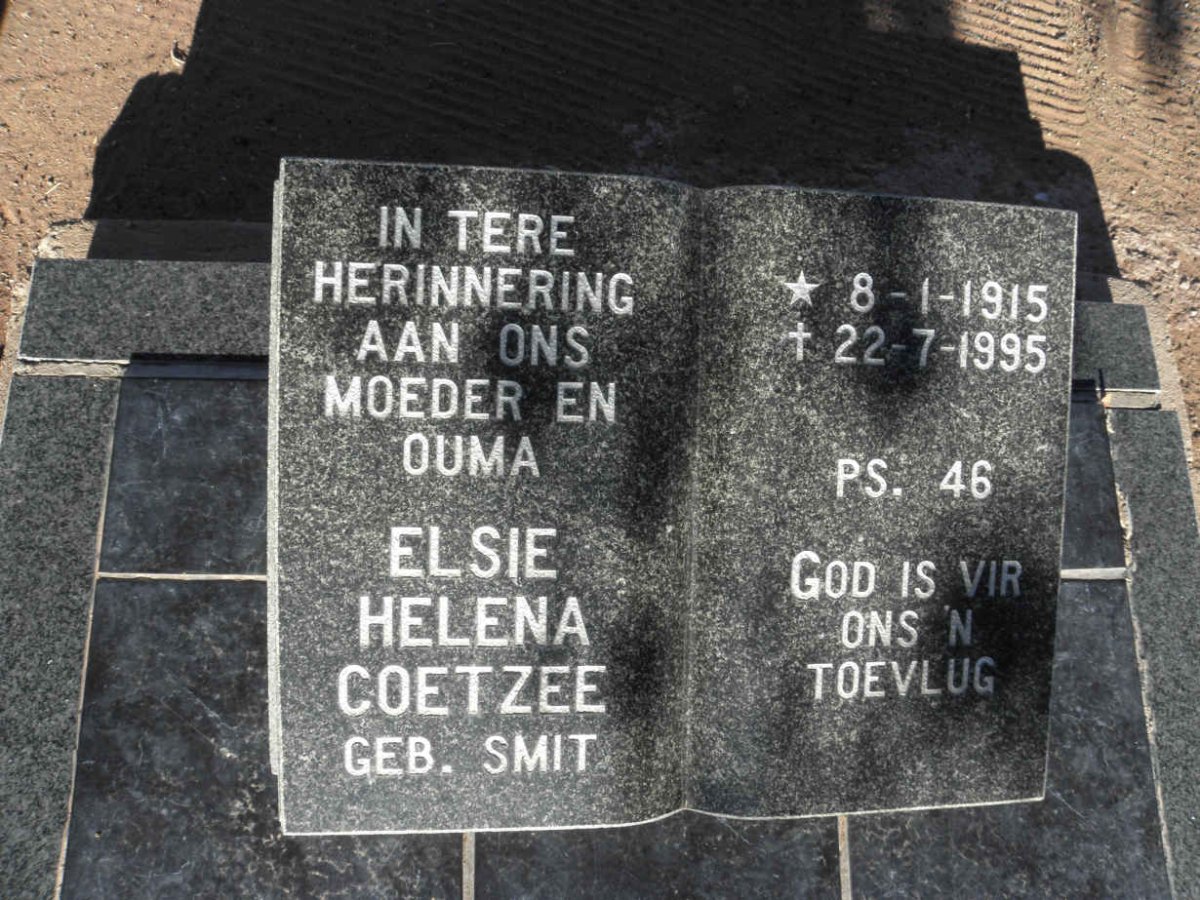 IN TERE
HERINNERING
AAN ONS
MOEDER EN
OUMA
ELSIE
HELENA
COETZEE
GEB. SMIT
★ 8-1-1915
✝ 22-7-1995
PS. 46
GOD IS VIR
ONS 'N
TOEVLUG